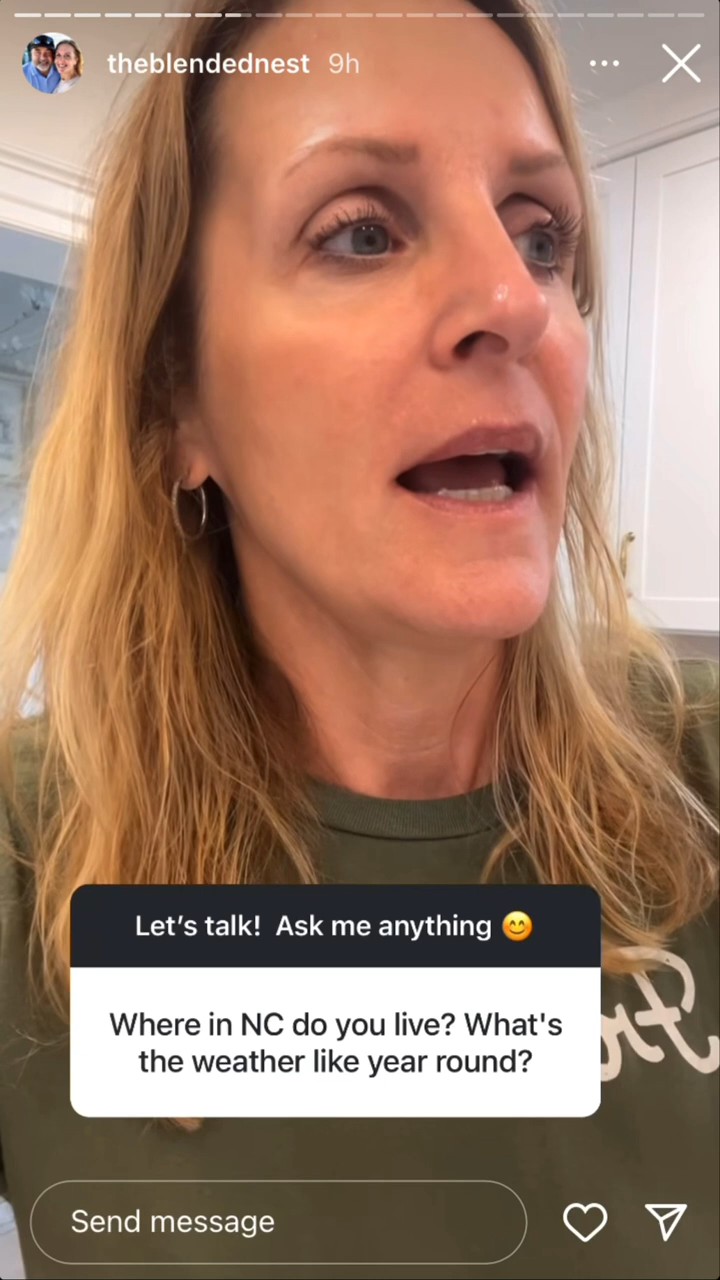 theblendednest 9h
Let's talk! Ask me anything 😊
Where in NC do you live? What's
the weather like year round?
Send message